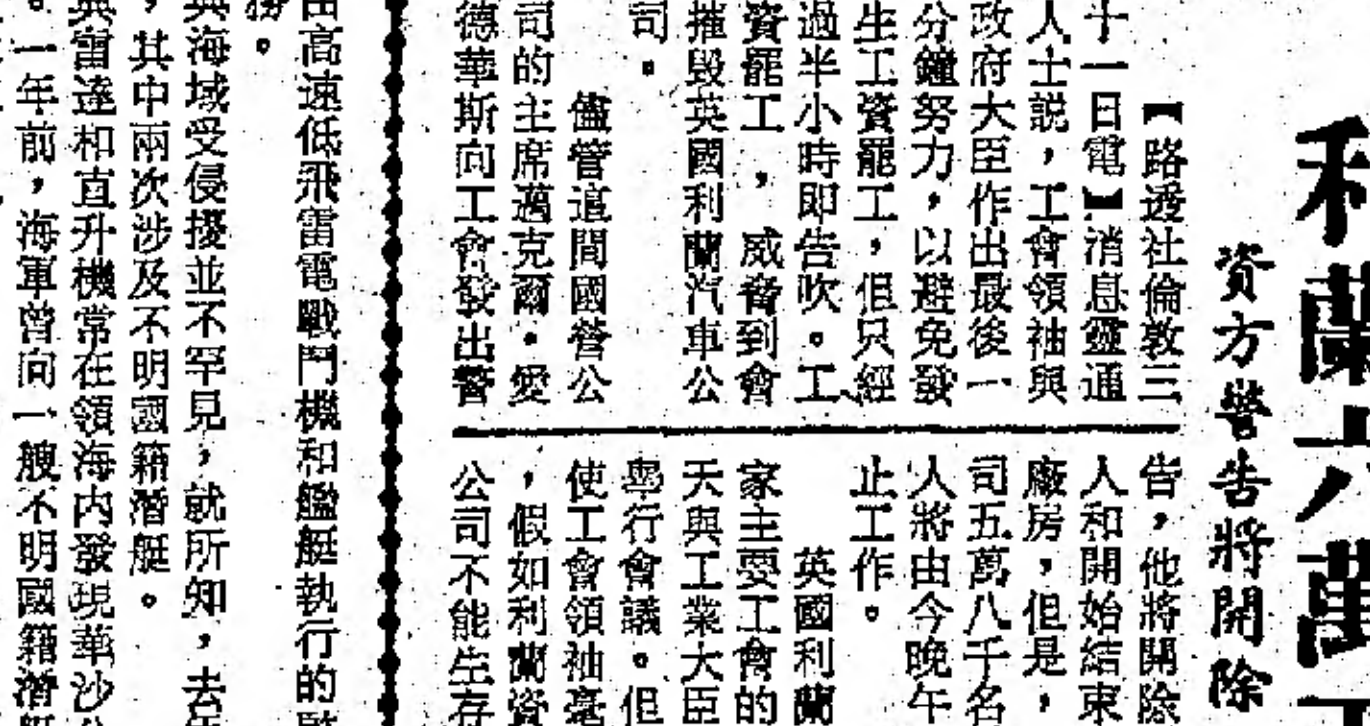 利蘭六萬
資方警告將開除
【路透社倫敦三
十一日電】消息靈通
人士説，工會領袖與
政府大臣作出最後一
分鐘努力，以避免發
生工資罷工，但只經
過半小時即告吹。工
資罷工，威脅到會
摧毀英國利蘭汽車公
司。
儘管這間國營公
司的主席邁克爾·愛
德華斯向工會發出警
告，他將開除
人和開始結束
廠房，但是，
司五萬八千名
人將由今晚午
止工作。
英國利蘭
家主要工會的
天與工業大臣
舉行會議。但
使工會領袖毫
，假如利蘭資
公司不能生存
由高速低飛雷電戰鬥機和艦艇執行的
務。
與海域受侵擾並不罕見，就所知，去年
，其中兩次涉及不明國籍潛艇。
與雷達和直升機常在領海内發現華沙公
。一年前，海軍曾向一艘不明國籍潛艇